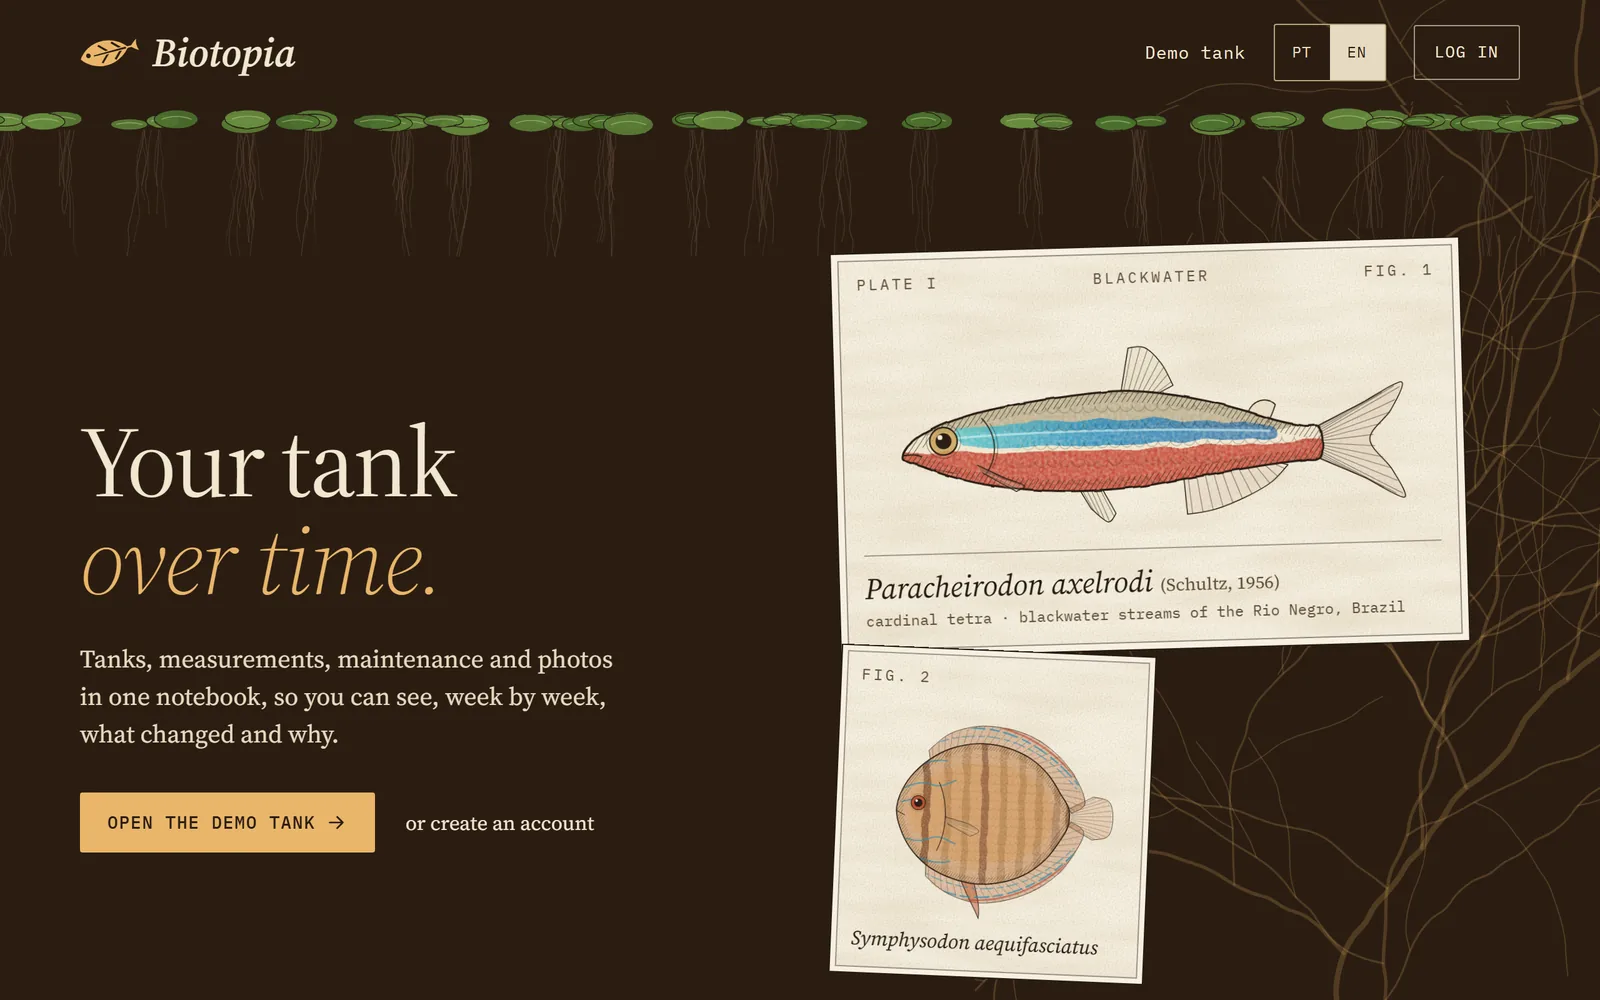 Biotopia
Demo tank
PT
EN
LOG IN
PLATE I
BLACKWATER
FIG. 1
Your tank
over time.
Tanks, measurements, maintenance and photos
in one notebook, so you can see, week by week,
what changed and why.
OPEN THE DEMO TANK →
or create an account
Paracheirodon axelrodi (Schultz, 1956)
cardinal tetra · blackwater streams of the Rio Negro, Brazil
FIG. 2
Symphysodon aequifasciatus